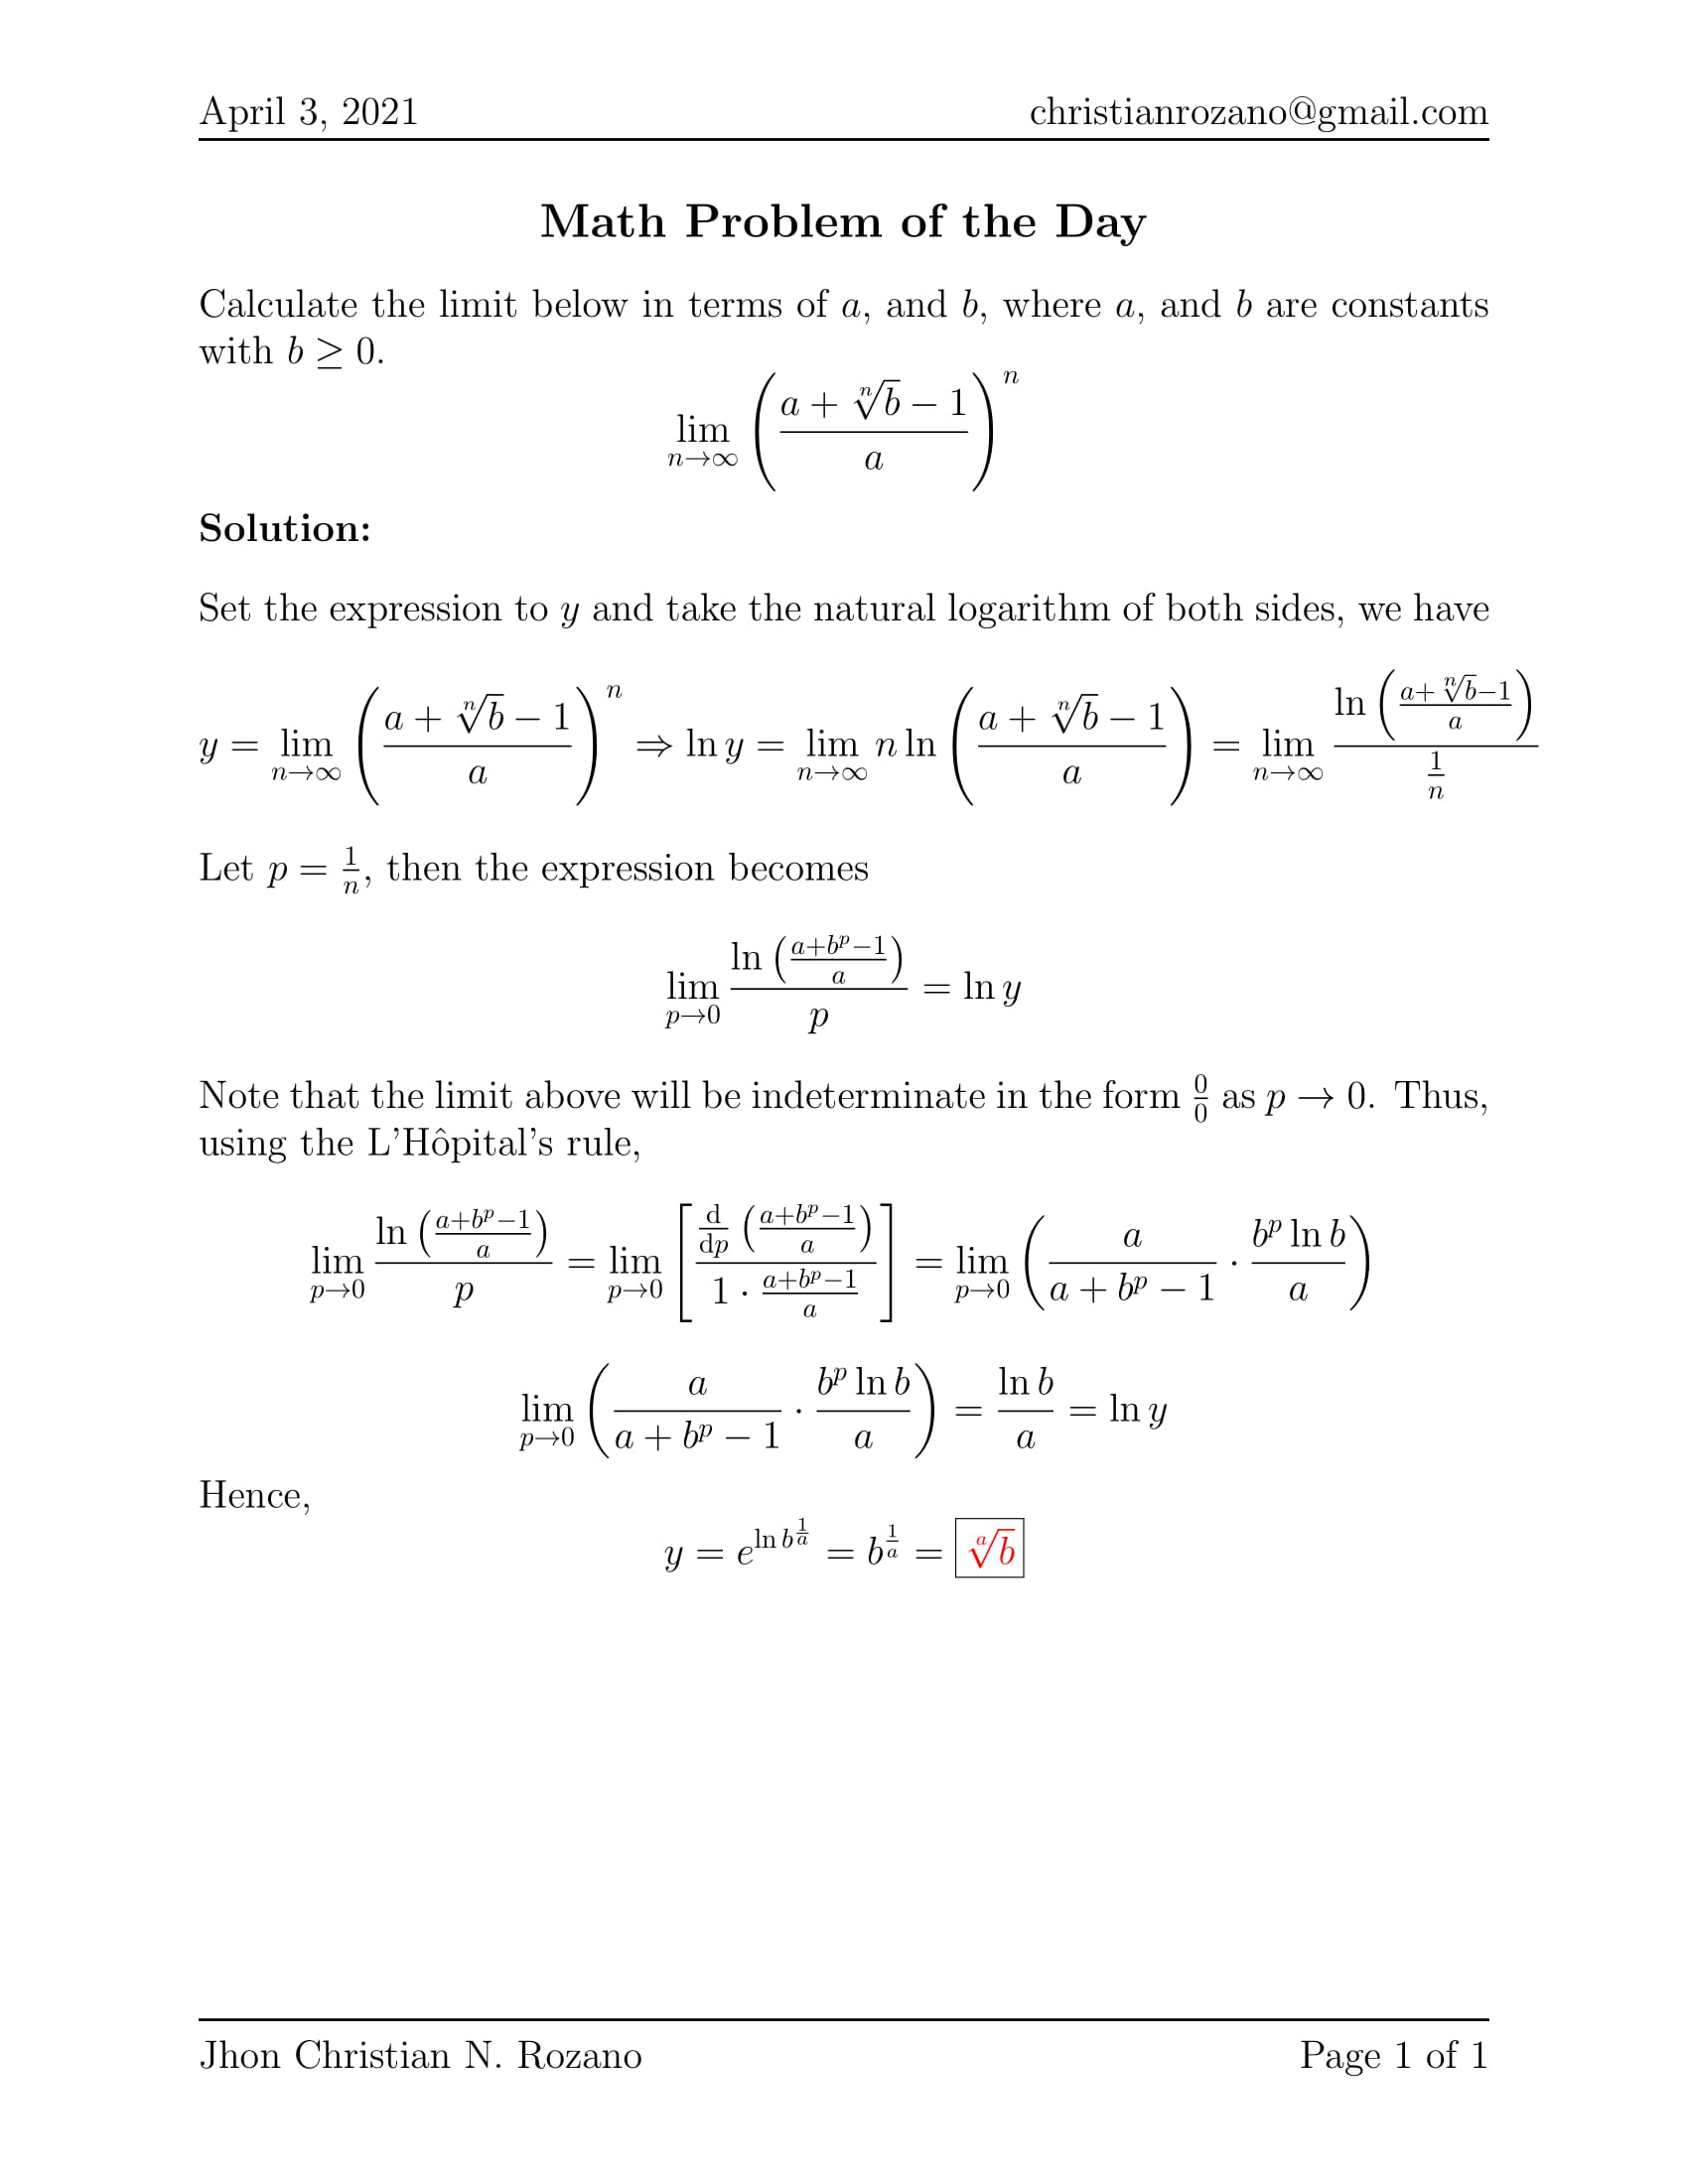 April 3, 2021 christianrozano@gmail.com
Math Problem of the Day
Calculate the limit below in terms of $a$, and $b$, where $a$, and $b$ are constants
with $b \geq 0$.
$$\lim_{n\to\infty} \left(\frac{a+\sqrt[n]{b}-1}{a}\right)^n$$
Solution:
Set the expression to $y$ and take the natural logarithm of both sides, we have
$$y = \lim_{n\to\infty} \left(\frac{a+\sqrt[n]{b}-1}{a}\right)^n \Rightarrow \ln y = \lim_{n\to\infty} n \ln \left(\frac{a+\sqrt[n]{b}-1}{a}\right) = \lim_{n\to\infty} \frac{\ln\left(\frac{a+\sqrt[n]{b}-1}{a}\right)}{\frac{1}{n}}$$
Let $p = \frac{1}{n}$, then the expression becomes
$$\lim_{p\to 0} \frac{\ln\left(\frac{a+b^p-1}{a}\right)}{p} = \ln y$$
Note that the limit above will be indeterminate in the form $\frac{0}{0}$ as $p \to 0$. Thus,
using the L'Hôpital's rule,
$$\lim_{p\to 0} \frac{\ln\left(\frac{a+b^p-1}{a}\right)}{p} = \lim_{p\to 0} \left[\frac{\frac{\mathrm{d}}{\mathrm{d}p}\left(\frac{a+b^p-1}{a}\right)}{1 \cdot \frac{a+b^p-1}{a}}\right] = \lim_{p\to 0} \left(\frac{a}{a+b^p-1} \cdot \frac{b^p \ln b}{a}\right)$$
$$\lim_{p\to 0} \left(\frac{a}{a+b^p-1} \cdot \frac{b^p \ln b}{a}\right) = \frac{\ln b}{a} = \ln y$$
Hence,
$$y = e^{\ln b^{\frac{1}{a}}} = b^{\frac{1}{a}} = \boxed{\sqrt[a]{b}}$$
Jhon Christian N. Rozano Page 1 of 1